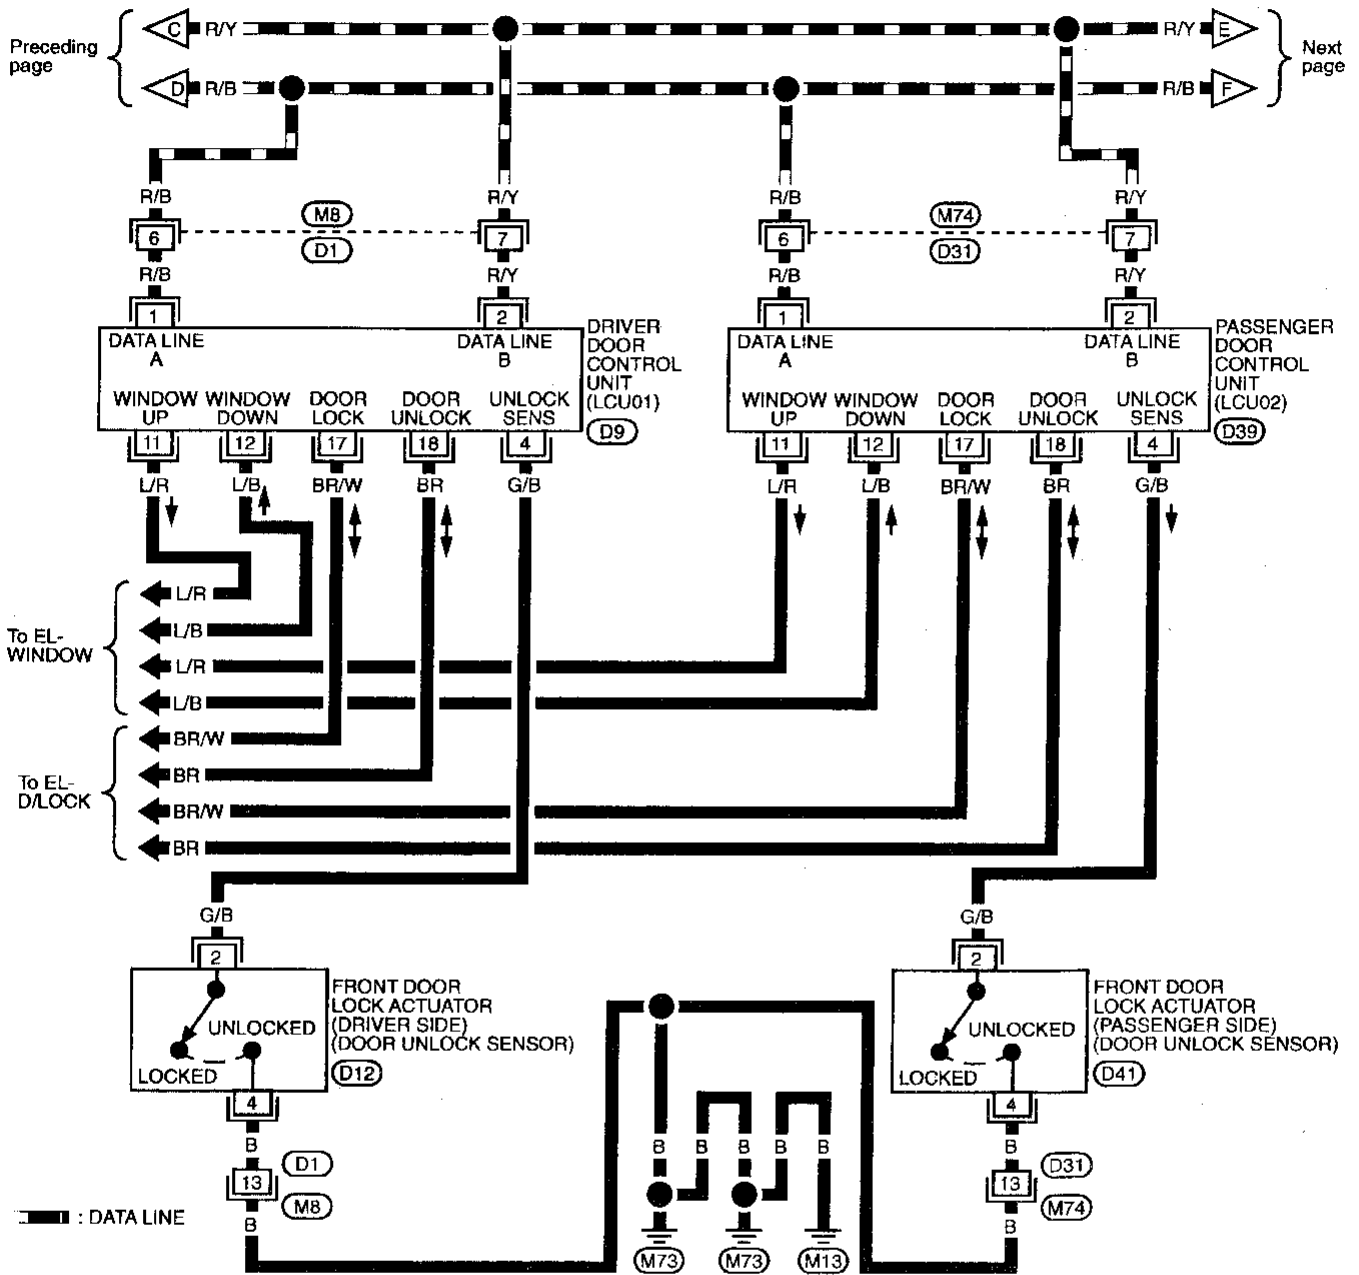 Preceding
page
C R/Y
R/Y E
Next
page
D R/B
R/B F
R/B
R/Y
R/B
R/Y
M8
M74
6
7
6
7
D1
D31
R/B
R/Y
R/B
R/Y
1
2
1
2
DATA LINE
A
DATA LINE
B
DRIVER
DOOR
CONTROL
UNIT
(LCU01)
D9
DATA LINE
A
DATA LINE
B
PASSENGER
DOOR
CONTROL
UNIT
(LCU02)
D39
WINDOW
UP
WINDOW
DOWN
DOOR
LOCK
DOOR
UNLOCK
UNLOCK
SENS
WINDOW
UP
WINDOW
DOWN
DOOR
LOCK
DOOR
UNLOCK
UNLOCK
SENS
11
12
17
18
4
11
12
17
18
4
L/R
L/B
BR/W
BR
G/B
L/R
L/B
BR/W
BR
G/B
To EL-
WINDOW
L/R
L/B
L/R
L/B
To EL-
D/LOCK
BR/W
BR
BR/W
BR
G/B
G/B
2
2
UNLOCKED
LOCKED
FRONT DOOR
LOCK ACTUATOR
(DRIVER SIDE)
(DOOR UNLOCK SENSOR)
D12
UNLOCKED
LOCKED
FRONT DOOR
LOCK ACTUATOR
(PASSENGER SIDE)
(DOOR UNLOCK SENSOR)
D41
4
4
B
B
B
B
B
B
B
D1
D31
13
13
M8
M74
B
B
: DATA LINE
M73
M73
M13